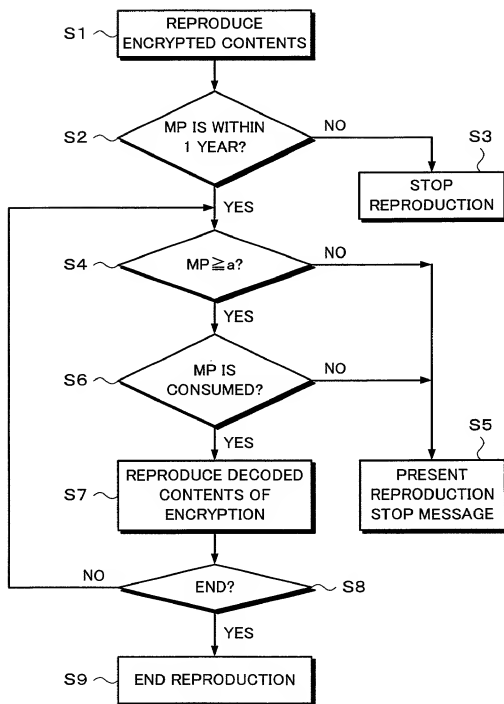 S1
REPRODUCE
ENCRYPTED CONTENTS
S2
MP IS WITHIN
1 YEAR?
NO
S3
STOP
REPRODUCTION
YES
S4
MP≧a?
NO
YES
S6
MP IS
CONSUMED?
NO
YES
S5
PRESENT
REPRODUCTION
STOP MESSAGE
S7
REPRODUCE DECODED
CONTENTS OF
ENCRYPTION
NO
END?
S8
YES
S9
END REPRODUCTION